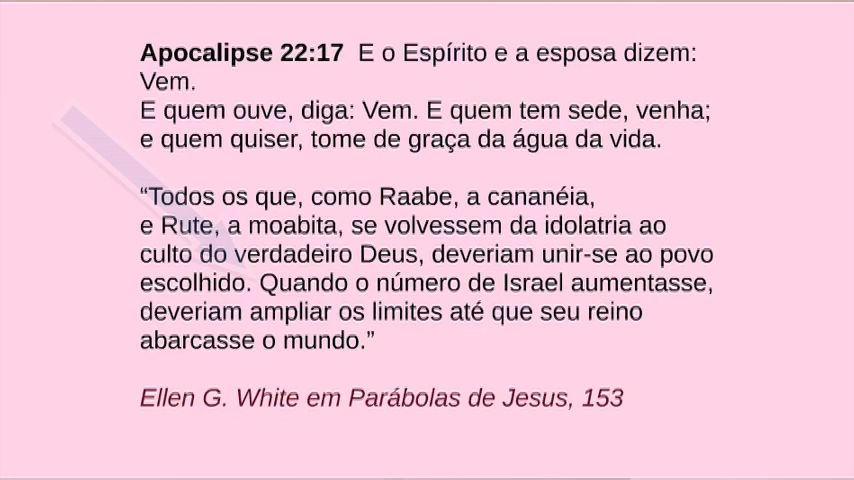 Apocalipse 22:17 E o Espírito e a esposa dizem:
Vem.
E quem ouve, diga: Vem. E quem tem sede, venha;
e quem quiser, tome de graça da água da vida.
“Todos os que, como Raabe, a cananéia,
e Rute, a moabita, se volvessem da idolatria ao
culto do verdadeiro Deus, deveriam unir-se ao povo
escolhido. Quando o número de Israel aumentasse,
deveriam ampliar os limites até que seu reino
abarcasse o mundo.”
Ellen G. White em Parábolas de Jesus, 153